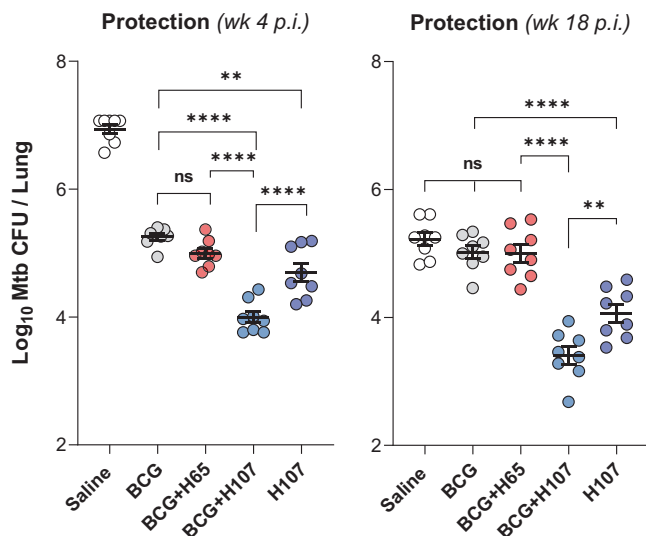 Protection (wk 4 p.i.)
Log₁₀ Mtb CFU / Lung
8
6
4
2
**
****
****
ns
****
Saline
BCG
BCG+H65
BCG+H107
H107
Protection (wk 18 p.i.)
8
6
4
2
****
****
ns
**
Saline
BCG
BCG+H65
BCG+H107
H107